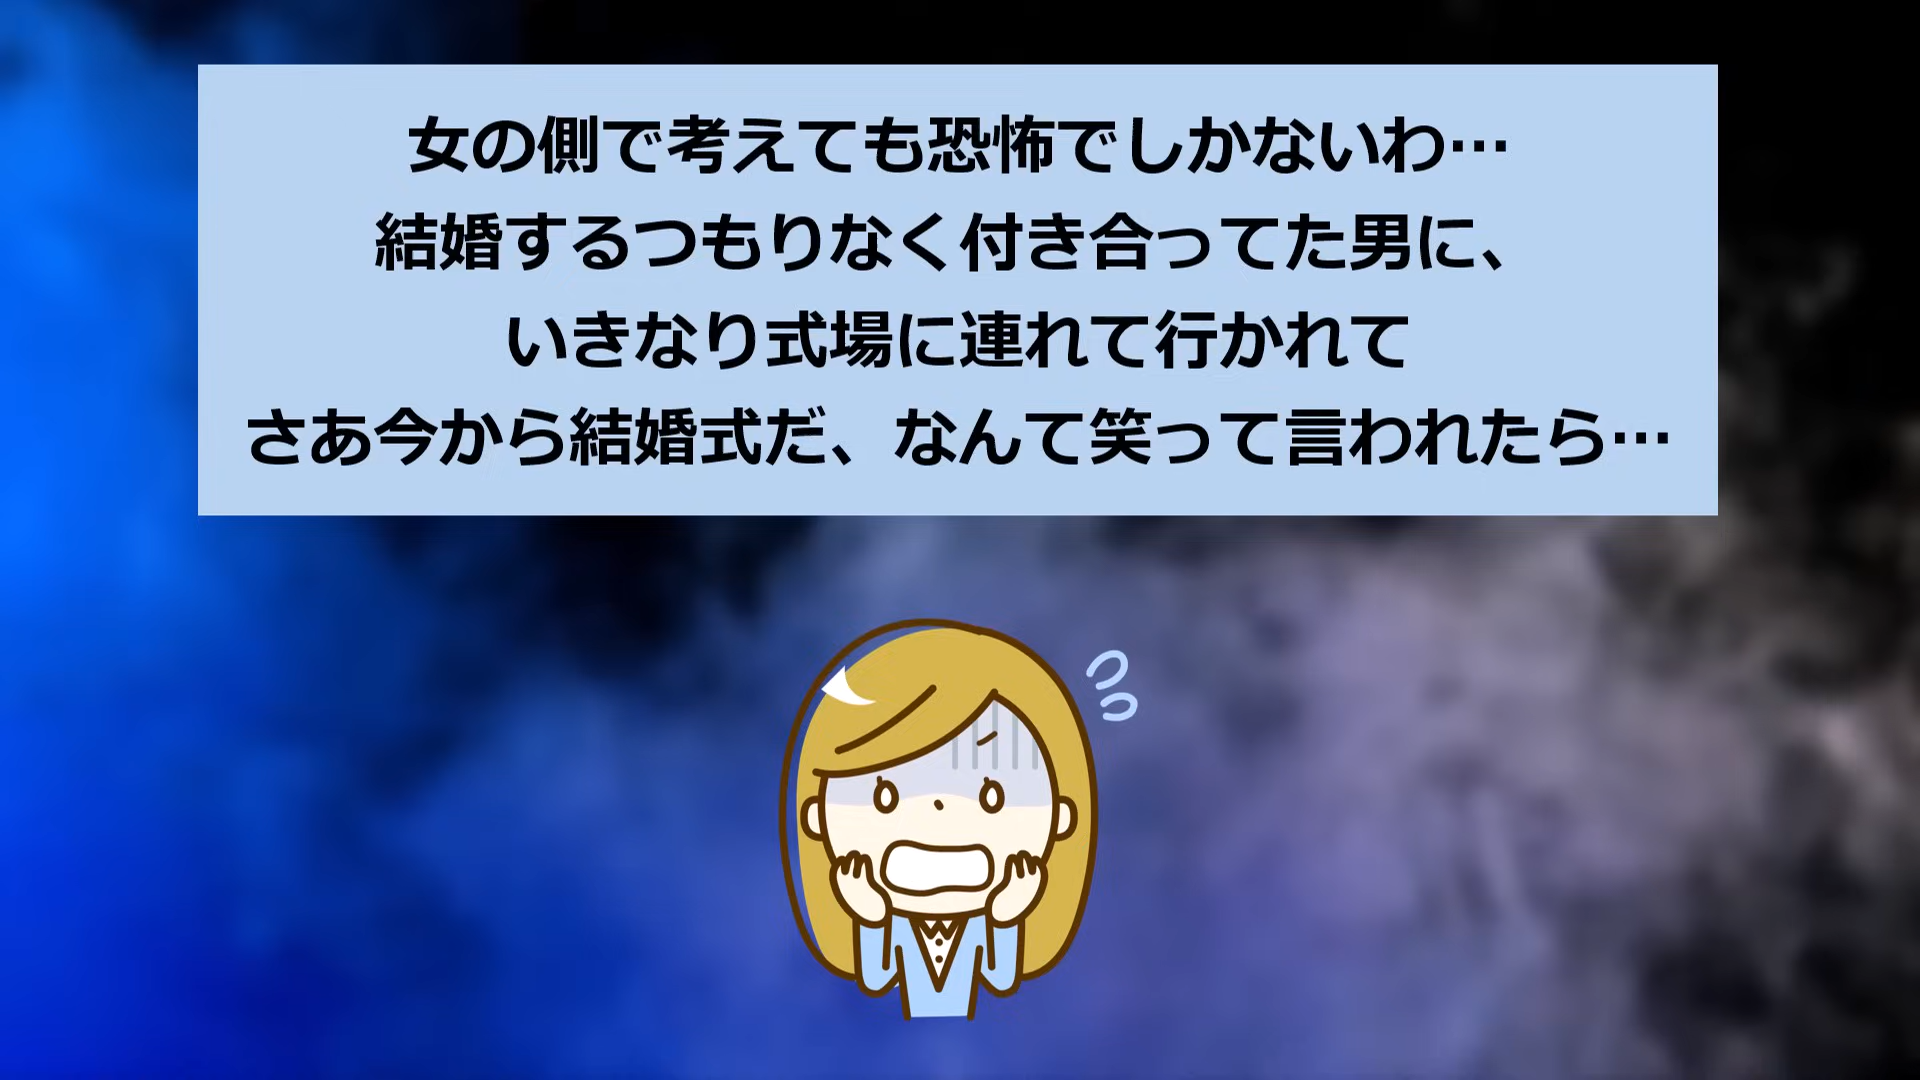 女の側で考えても恐怖でしかないわ…
結婚するつもりなく付き合ってた男に、
いきなり式場に連れて行かれて
さあ今から結婚式だ、なんて笑って言われたら…